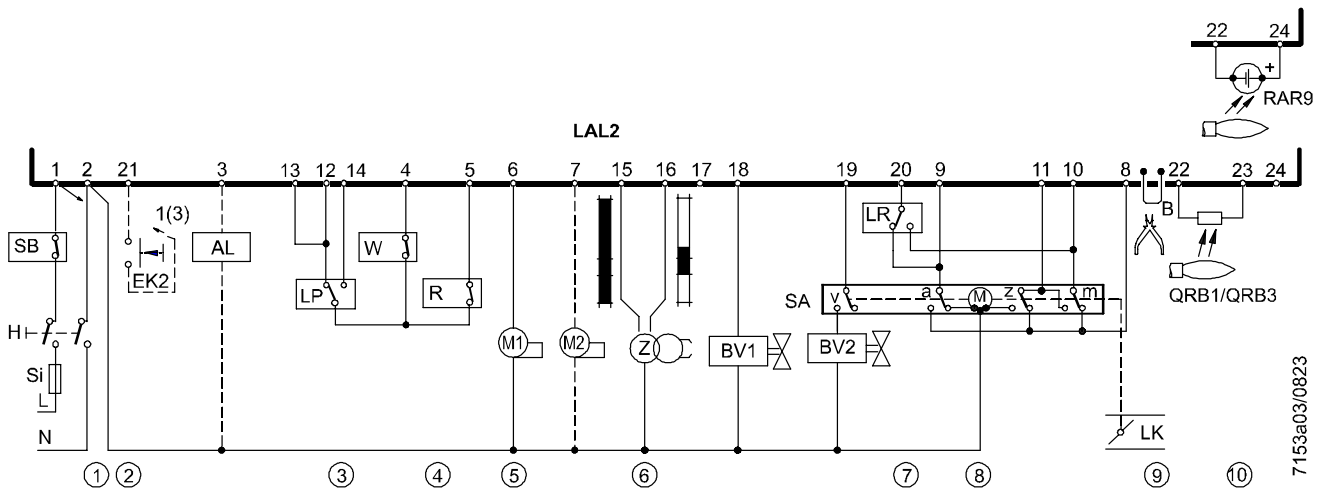 22 24
+
RAR9
LAL2
1 2 21 3 13 12 14 4 5 6 7 15 16 17 18 19 20 9 11 10 8 22 23 24
1(3)
B
LR
SB
AL
W
EK2
QRB1/QRB3
LP
R
SA
v a M z m
H
M1
M2
Z
BV1
BV2
Si
L
LK
N
① ② ③ ④ ⑤ ⑥ ⑦ ⑧ ⑨ ⑩
7153a03/0823